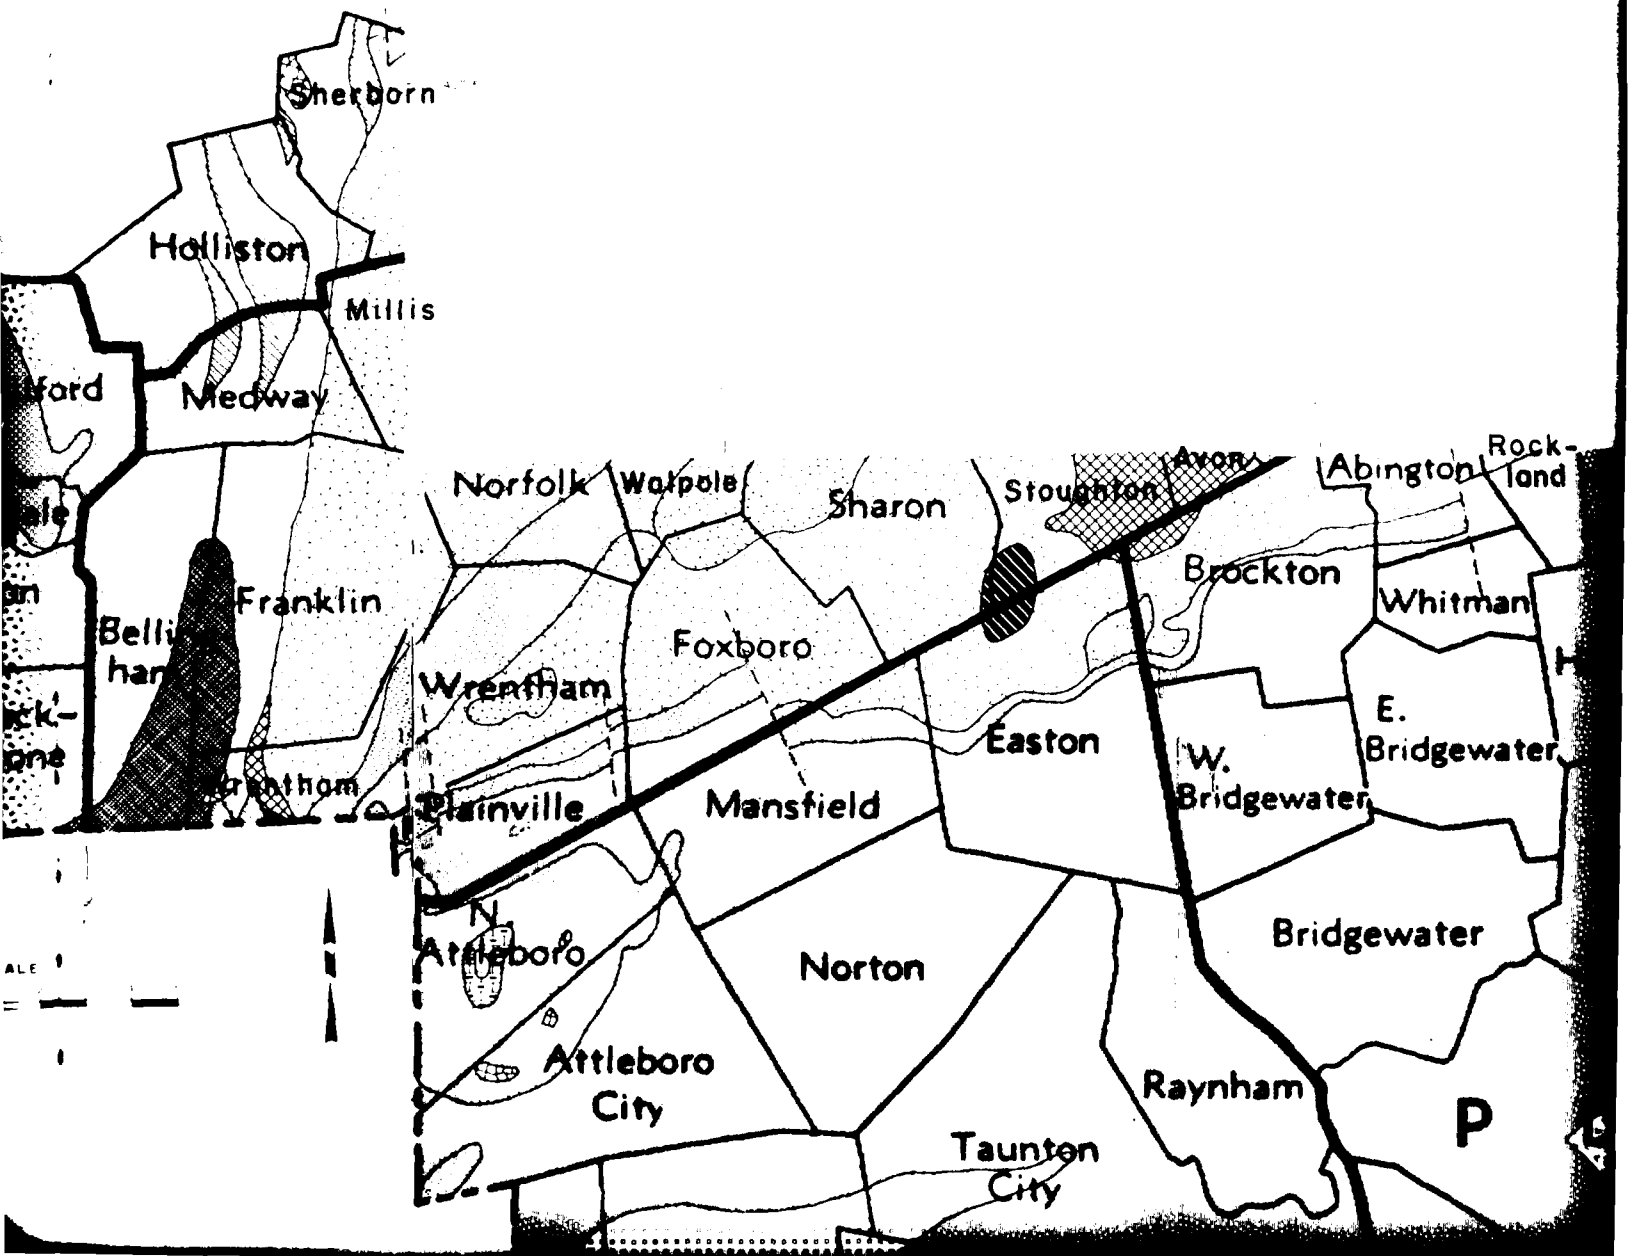 Sherborn
Holliston
Millis
Medway
Norfolk
Walpole
Sharon
Stoughton
Avon
Abington
Rock-
land
Franklin
Foxboro
Brockton
Whitman
Wrentham
Wrentham
Plainville
Mansfield
Easton
W.
Bridgewater
E.
Bridgewater
N.
Attleboro
Norton
Bridgewater
Attleboro
City
Raynham
Taunton
City
P